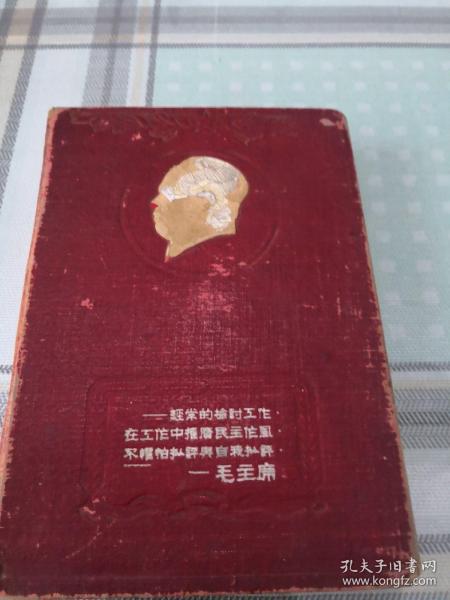 ——經常的檢討工作.
在工作中推廣民主作風.
不懼怕批評與自我批評
——毛主席
孔夫子旧书网
www.kongfz.com